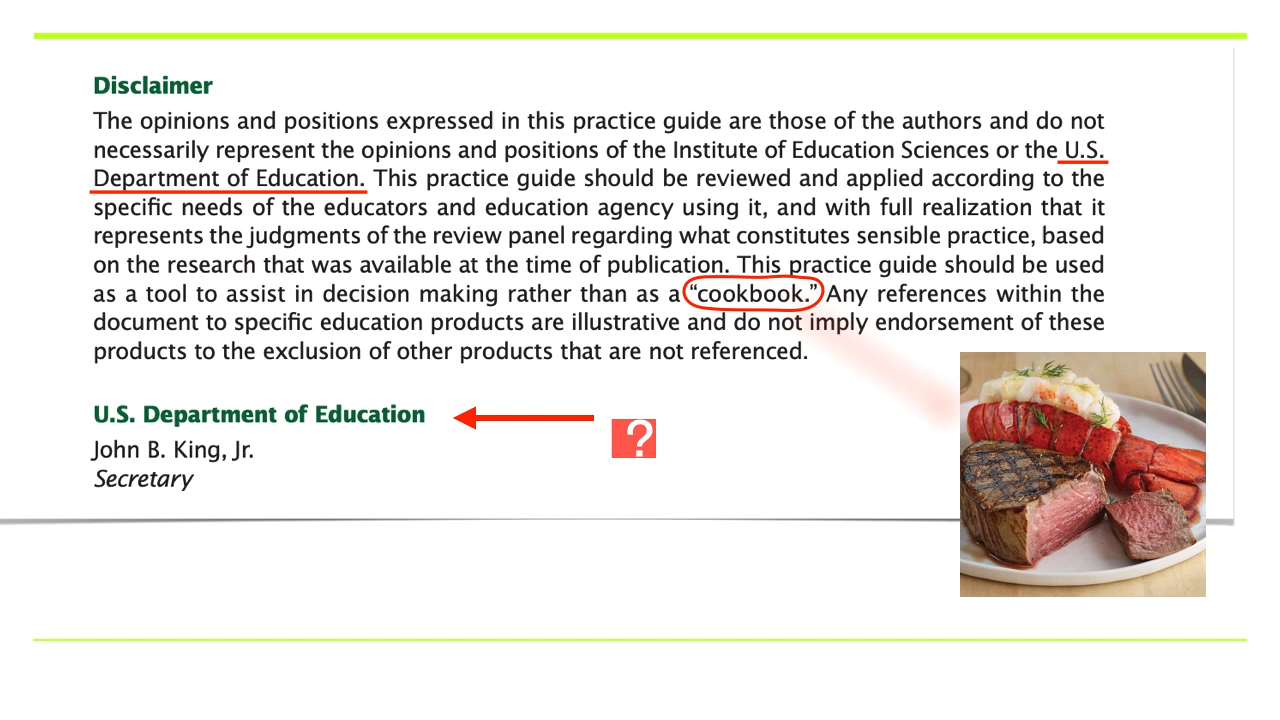 Disclaimer
The opinions and positions expressed in this practice guide are those of the authors and do not
necessarily represent the opinions and positions of the Institute of Education Sciences or the U.S.
Department of Education. This practice guide should be reviewed and applied according to the
specific needs of the educators and education agency using it, and with full realization that it
represents the judgments of the review panel regarding what constitutes sensible practice, based
on the research that was available at the time of publication. This practice guide should be used
as a tool to assist in decision making rather than as a “cookbook.” Any references within the
document to specific education products are illustrative and do not imply endorsement of these
products to the exclusion of other products that are not referenced.
U.S. Department of Education
?
John B. King, Jr.
Secretary